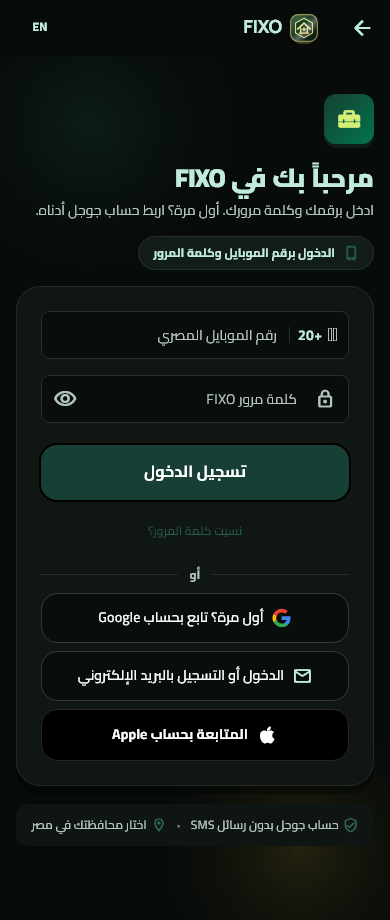 FIXO
EN
مرحباً بك في FIXO
ادخل برقمك وكلمة مرورك. أول مرة؟ اربط حساب جوجل أدناه.
الدخول برقم الموبايل وكلمة المرور
+20 رقم الموبايل المصري
كلمة مرور FIXO
تسجيل الدخول
نسيت كلمة المرور؟
أو
أول مرة؟ تابع بحساب Google
الدخول أو التسجيل بالبريد الإلكتروني
المتابعة بحساب Apple
حساب جوجل بدون رسائل SMS • اختار محافظتك في مصر